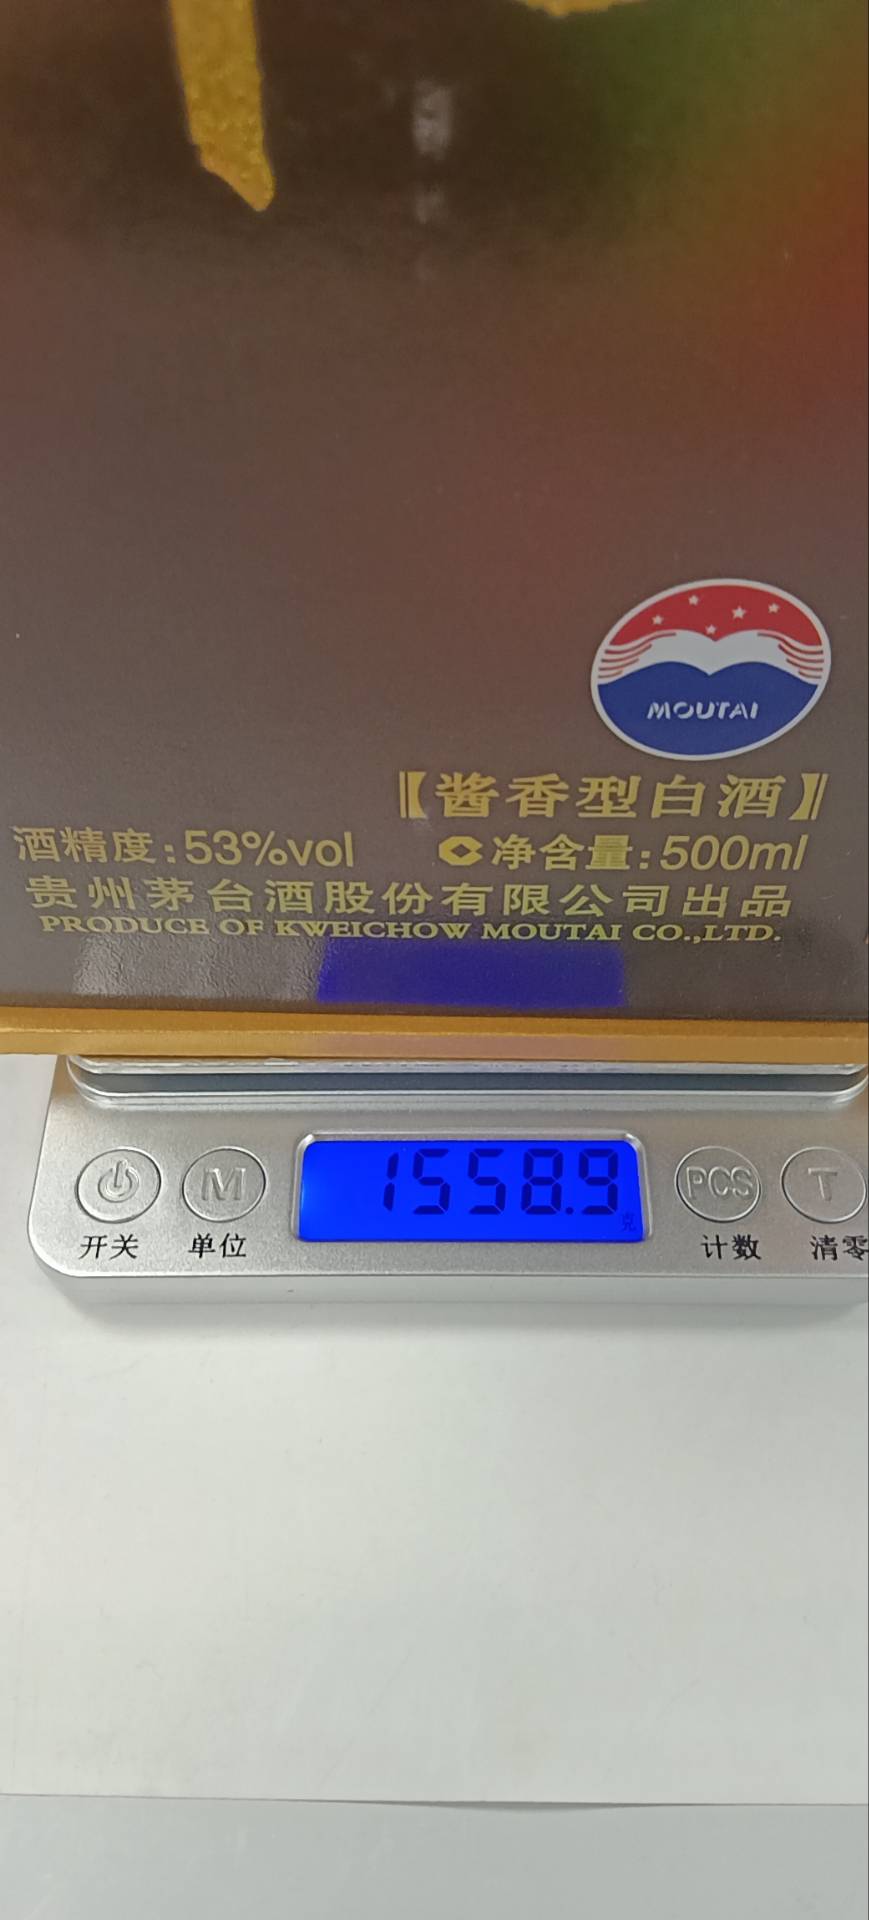 MOUTAI
【酱香型白酒】
酒精度:53%vol 净含量:500ml
贵州茅台酒股份有限公司出品
PRODUCE OF KWEICHOW MOUTAI CO.,LTD.
1558.9
克
M PCS T
开关 单位 计数 清零